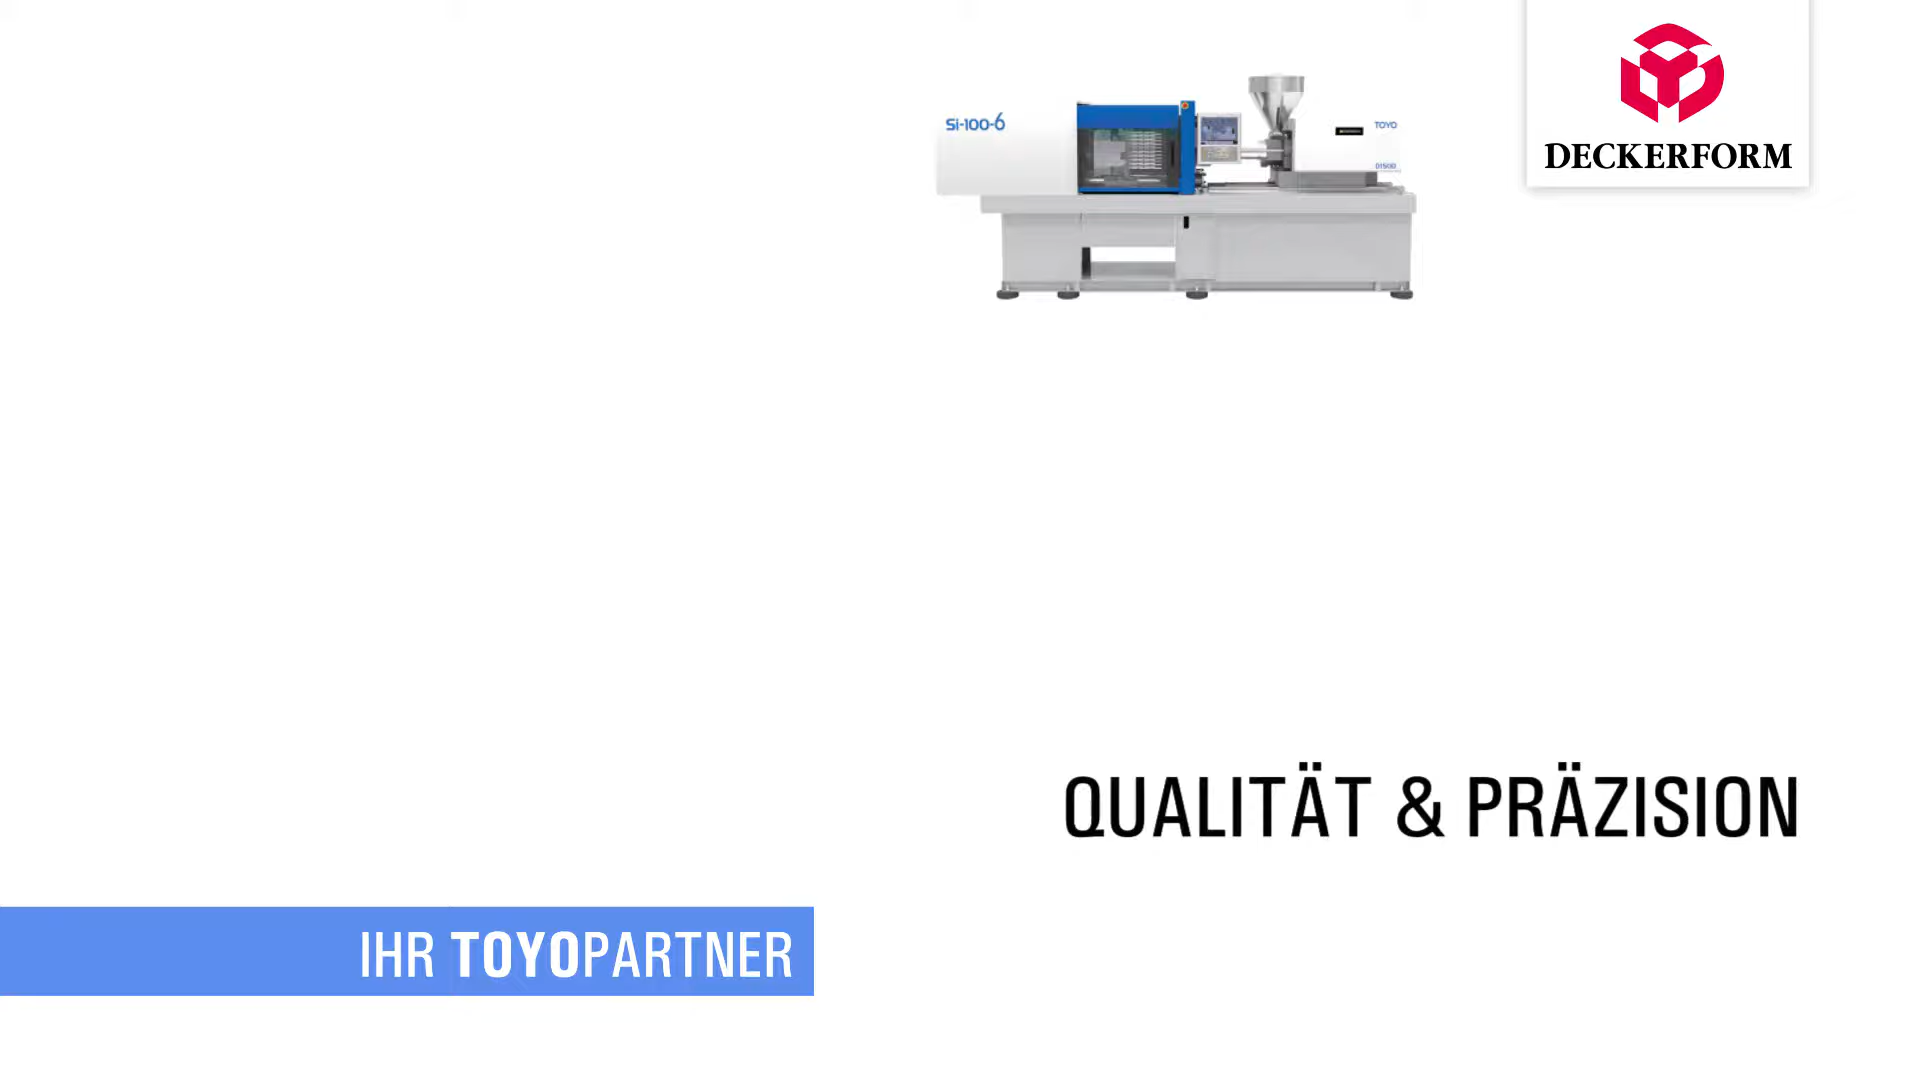 Si-100-6
TOYO
DECKERFORM
QUALITÄT & PRÄZISION
IHR TOYOPARTNER